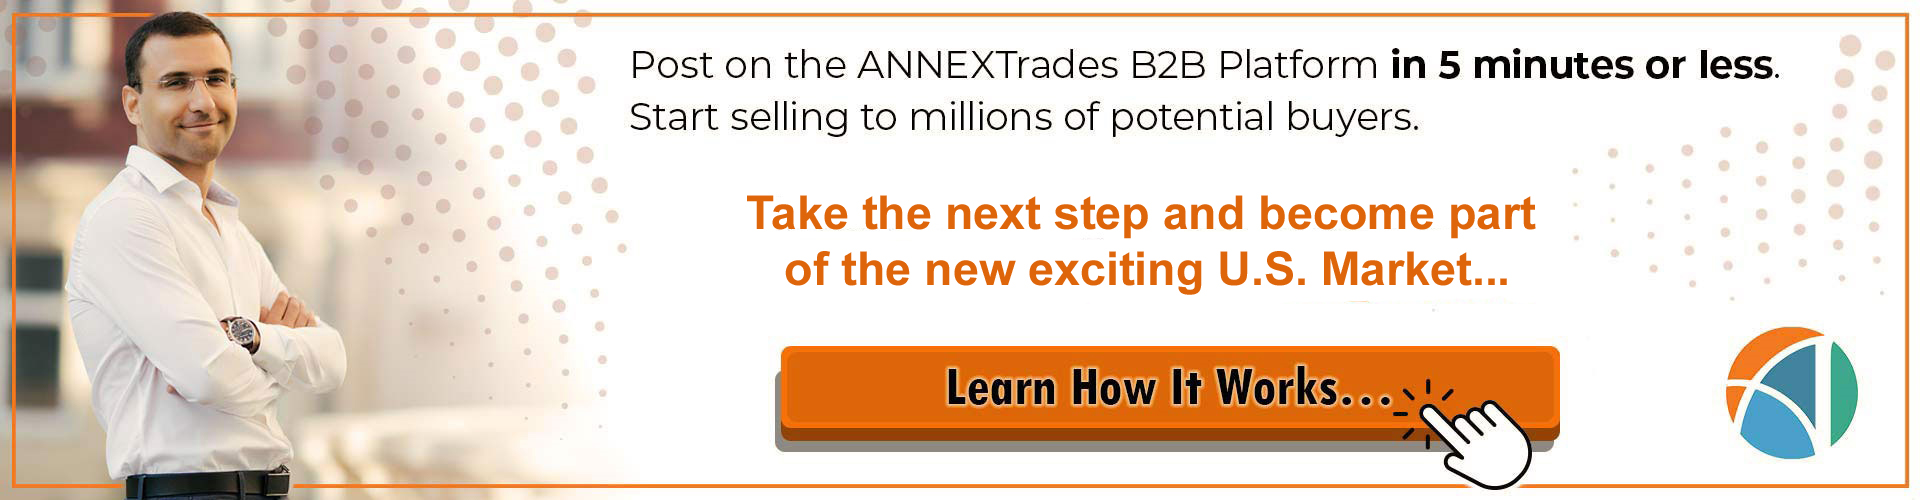 Post on the ANNEXTrades B2B Platform in 5 minutes or less.
Start selling to millions of potential buyers.
Take the next step and become part
of the new exciting U.S. Market...
Learn How It Works...